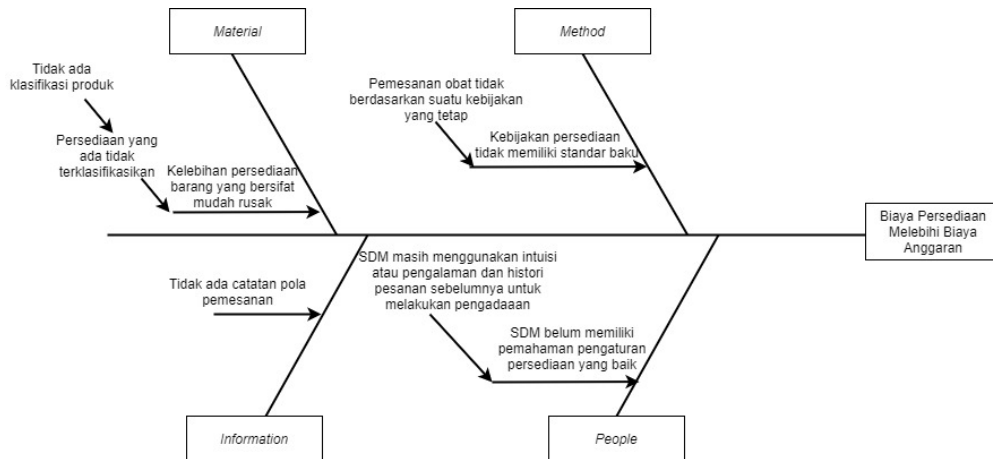 Material
Method
Tidak ada
klasifikasi produk
Pemesanan obat tidak
berdasarkan suatu kebijakan
yang tetap
Persediaan yang
ada tidak
terklasifikasikan
Kelebihan persediaan
barang yang bersifat
mudah rusak
Kebijakan persediaan
tidak memiliki standar baku
Biaya Persediaan
Melebihi Biaya
Anggaran
Tidak ada catatan pola
pemesanan
SDM masih menggunakan intuisi
atau pengalaman dan histori
pesanan sebelumnya untuk
melakukan pengadaaan
SDM belum memiliki
pemahaman pengaturan
persediaan yang baik
Information
People